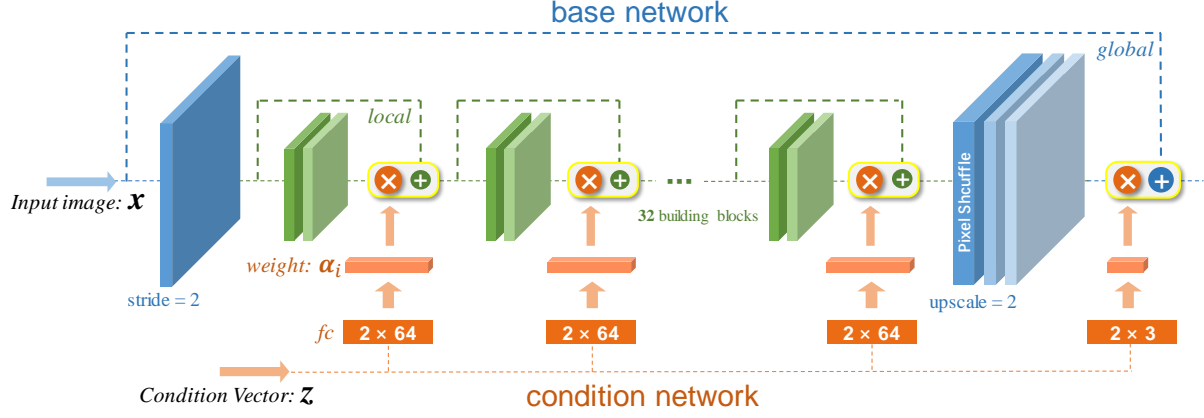 base network
global
local
Pixel Shcuffle
...
Input image: x
32 building blocks
weight: αᵢ
stride = 2
upscale = 2
fc
2 × 64
2 × 64
2 × 64
2 × 3
Condition Vector: z
condition network